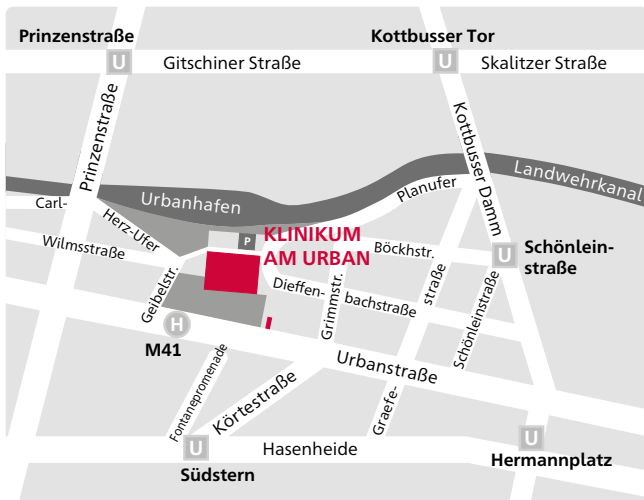 Prinzenstraße
U
Gitschiner Straße
Kottbusser Tor
U
Skalitzer Straße
Prinzenstraße
Kottbusser Damm
Landwehrkanal
Urbanhafen
Planufer
Carl-
Herz-Ufer
P
KLINIKUM
AM URBAN
Böckhstr.
U
Schönlein-
straße
Wilmsstraße
Geibelstr.
Dieffen-
bachstraße
Grimmstr.
straße
Schönleinstraße
H
M41
Urbanstraße
Fontanepromenade
Körtestraße
Graefe-
U
Südstern
Hasenheide
U
Hermannplatz